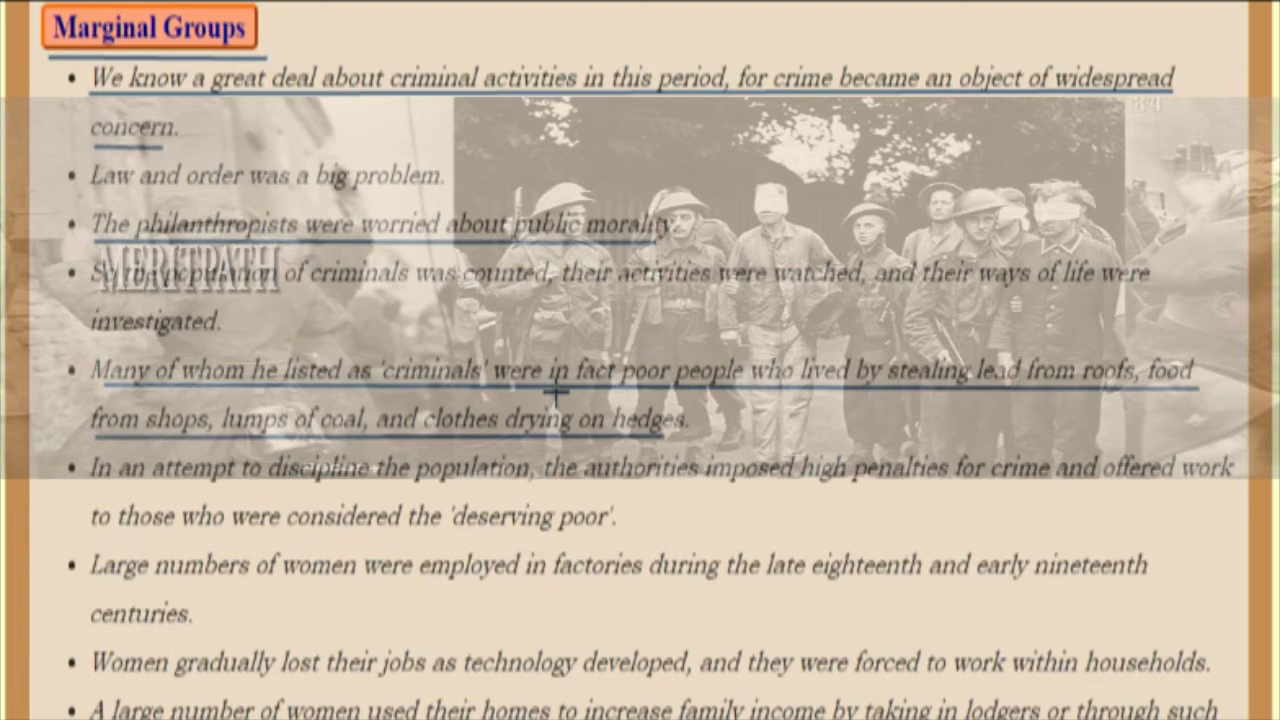 Marginal Groups
• We know a great deal about criminal activities in this period, for crime became an object of widespread
concern.
• Law and order was a big problem.
• The philanthropists were worried about public morality.
• So the population of criminals was counted, their activities were watched, and their ways of life were
MERITPATH
investigated.
• Many of whom he listed as 'criminals' were in fact poor people who lived by stealing lead from roofs, food
from shops, lumps of coal, and clothes drying on hedges.
• In an attempt to discipline the population, the authorities imposed high penalties for crime and offered work
to those who were considered the 'deserving poor'.
• Large numbers of women were employed in factories during the late eighteenth and early nineteenth
centuries.
• Women gradually lost their jobs as technology developed, and they were forced to work within households.
• A large number of women used their homes to increase family income by taking in lodgers or through such